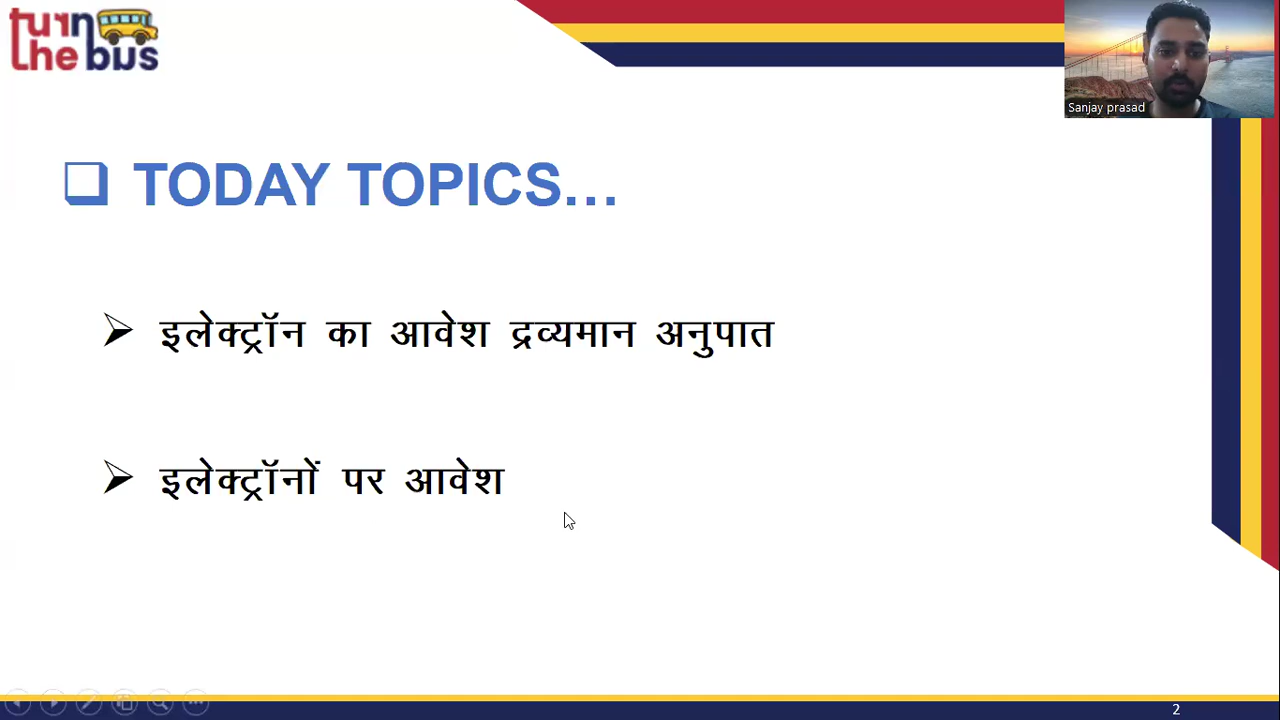 turn
the bus
Sanjay prasad
❑ TODAY TOPICS...
➢ इलेक्ट्रॉन का आवेश द्रव्यमान अनुपात
➢ इलेक्ट्रॉनों पर आवेश
2